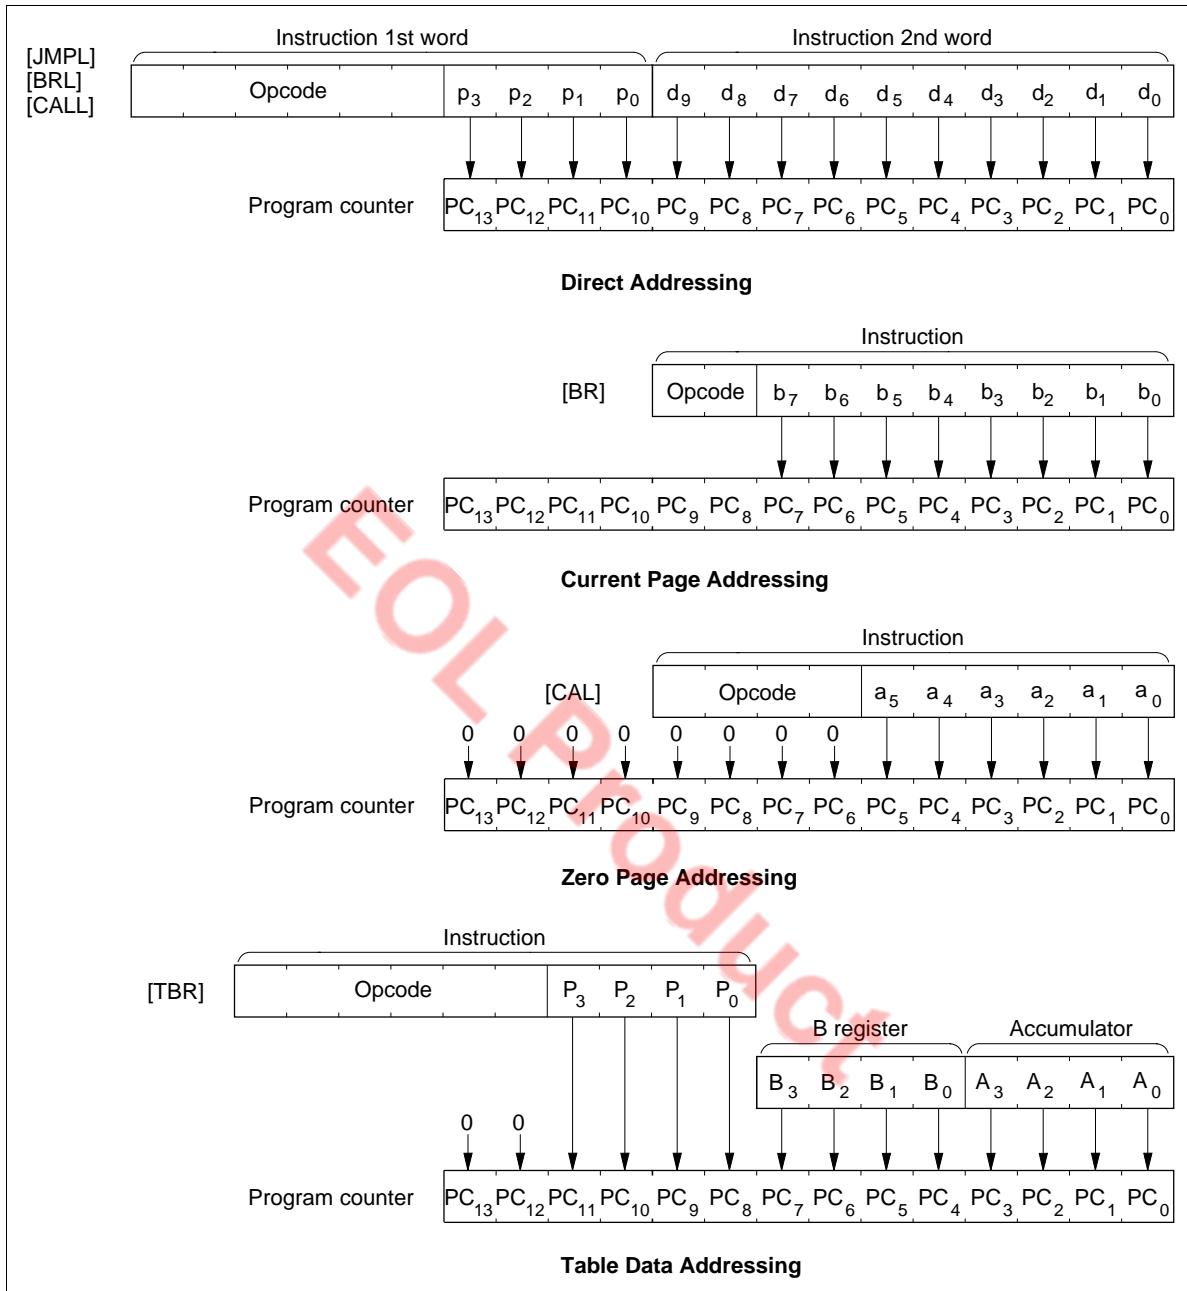 Instruction 1st word Instruction 2nd word
[JMPL]
[BRL]
[CALL]
Opcode p3 p2 p1 p0 d9 d8 d7 d6 d5 d4 d3 d2 d1 d0
Program counter PC13 PC12 PC11 PC10 PC9 PC8 PC7 PC6 PC5 PC4 PC3 PC2 PC1 PC0
Direct Addressing
Instruction
[BR] Opcode b7 b6 b5 b4 b3 b2 b1 b0
Program counter PC13 PC12 PC11 PC10 PC9 PC8 PC7 PC6 PC5 PC4 PC3 PC2 PC1 PC0
Current Page Addressing
Instruction
[CAL] Opcode a5 a4 a3 a2 a1 a0
0 0 0 0 0 0 0 0
Program counter PC13 PC12 PC11 PC10 PC9 PC8 PC7 PC6 PC5 PC4 PC3 PC2 PC1 PC0
Zero Page Addressing
Instruction
[TBR] Opcode P3 P2 P1 P0
B register Accumulator
B3 B2 B1 B0 A3 A2 A1 A0
0 0
Program counter PC13 PC12 PC11 PC10 PC9 PC8 PC7 PC6 PC5 PC4 PC3 PC2 PC1 PC0
Table Data Addressing
EOL Product